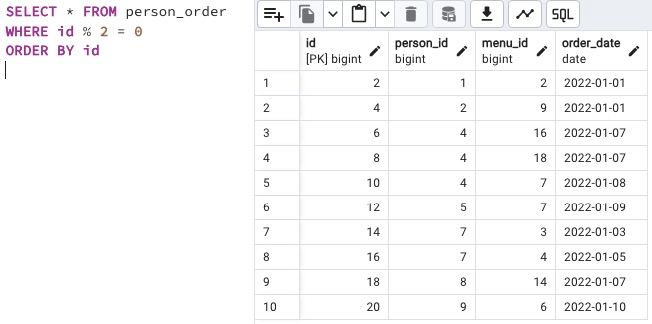 SELECT * FROM person_order
WHERE id % 2 = 0
ORDER BY id
SQL
id person_id menu_id order_date
[PK] bigint bigint bigint date
1 2 1 2 2022-01-01
2 4 2 9 2022-01-01
3 6 4 16 2022-01-07
4 8 4 18 2022-01-07
5 10 4 7 2022-01-08
6 12 5 7 2022-01-09
7 14 7 3 2022-01-03
8 16 7 4 2022-01-05
9 18 8 14 2022-01-07
10 20 9 6 2022-01-10